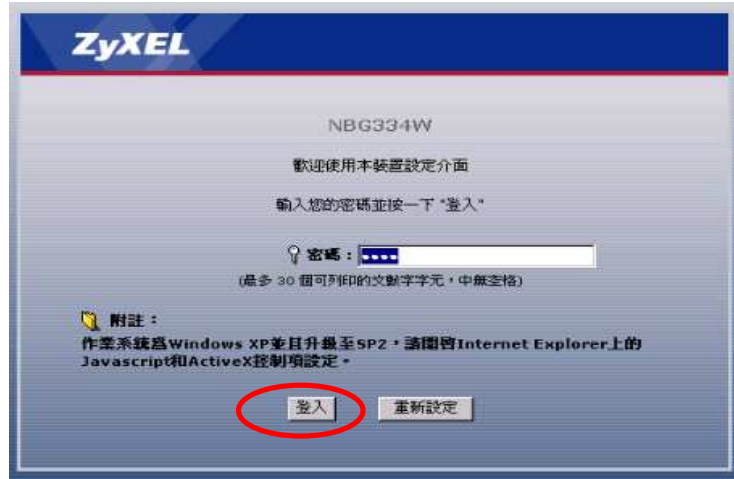 ZyXEL
NBG334W
歡迎使用本裝置設定介面
輸入您的密碼並按一下 "登入"
密碼：
(最多 30 個可列印的文數字字元，中無空格)
附註：
作業系統為Windows XP並且升級至SP2，請開啓Internet Explorer上的
Javascript和ActiveX控制項設定。
登入 重新設定